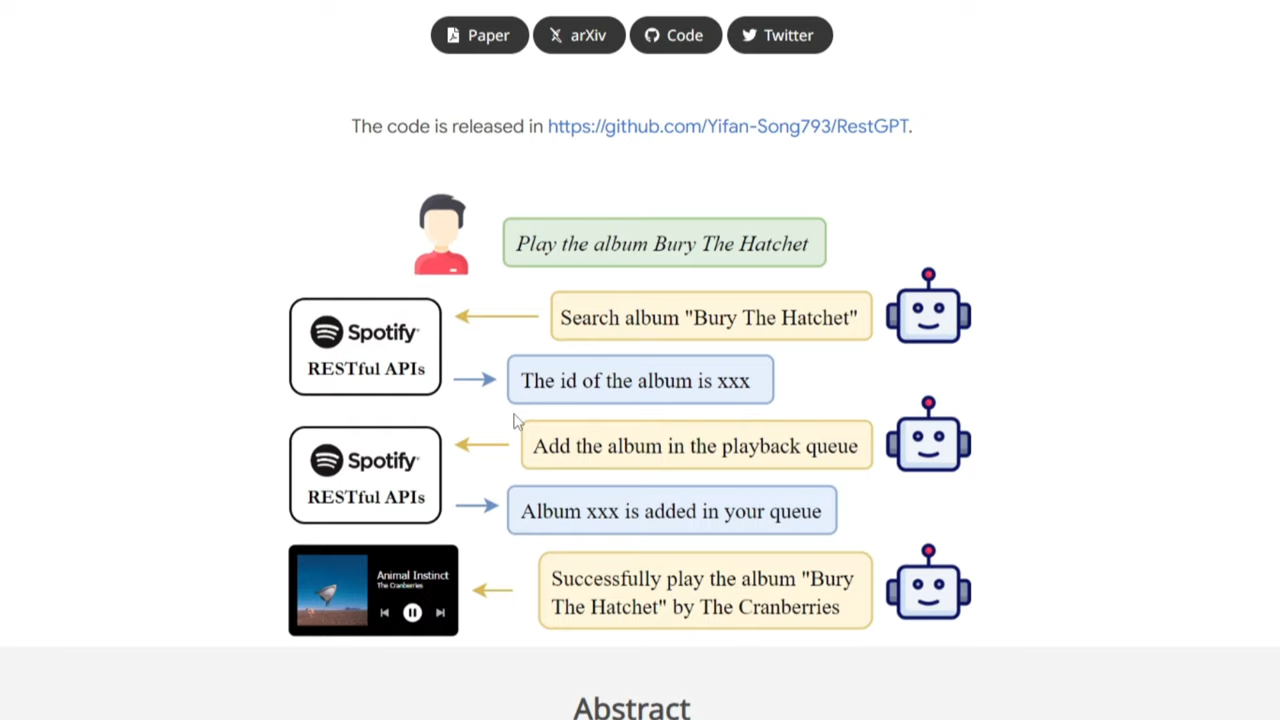 Paper arXiv Code Twitter
The code is released in https://github.com/Yifan-Song793/RestGPT.
Play the album Bury The Hatchet
Search album "Bury The Hatchet"
Spotify
RESTful APIs
The id of the album is xxx
Add the album in the playback queue
Spotify
RESTful APIs
Album xxx is added in your queue
Animal Instinct
The Cranberries
Successfully play the album "Bury
The Hatchet" by The Cranberries
Abstract